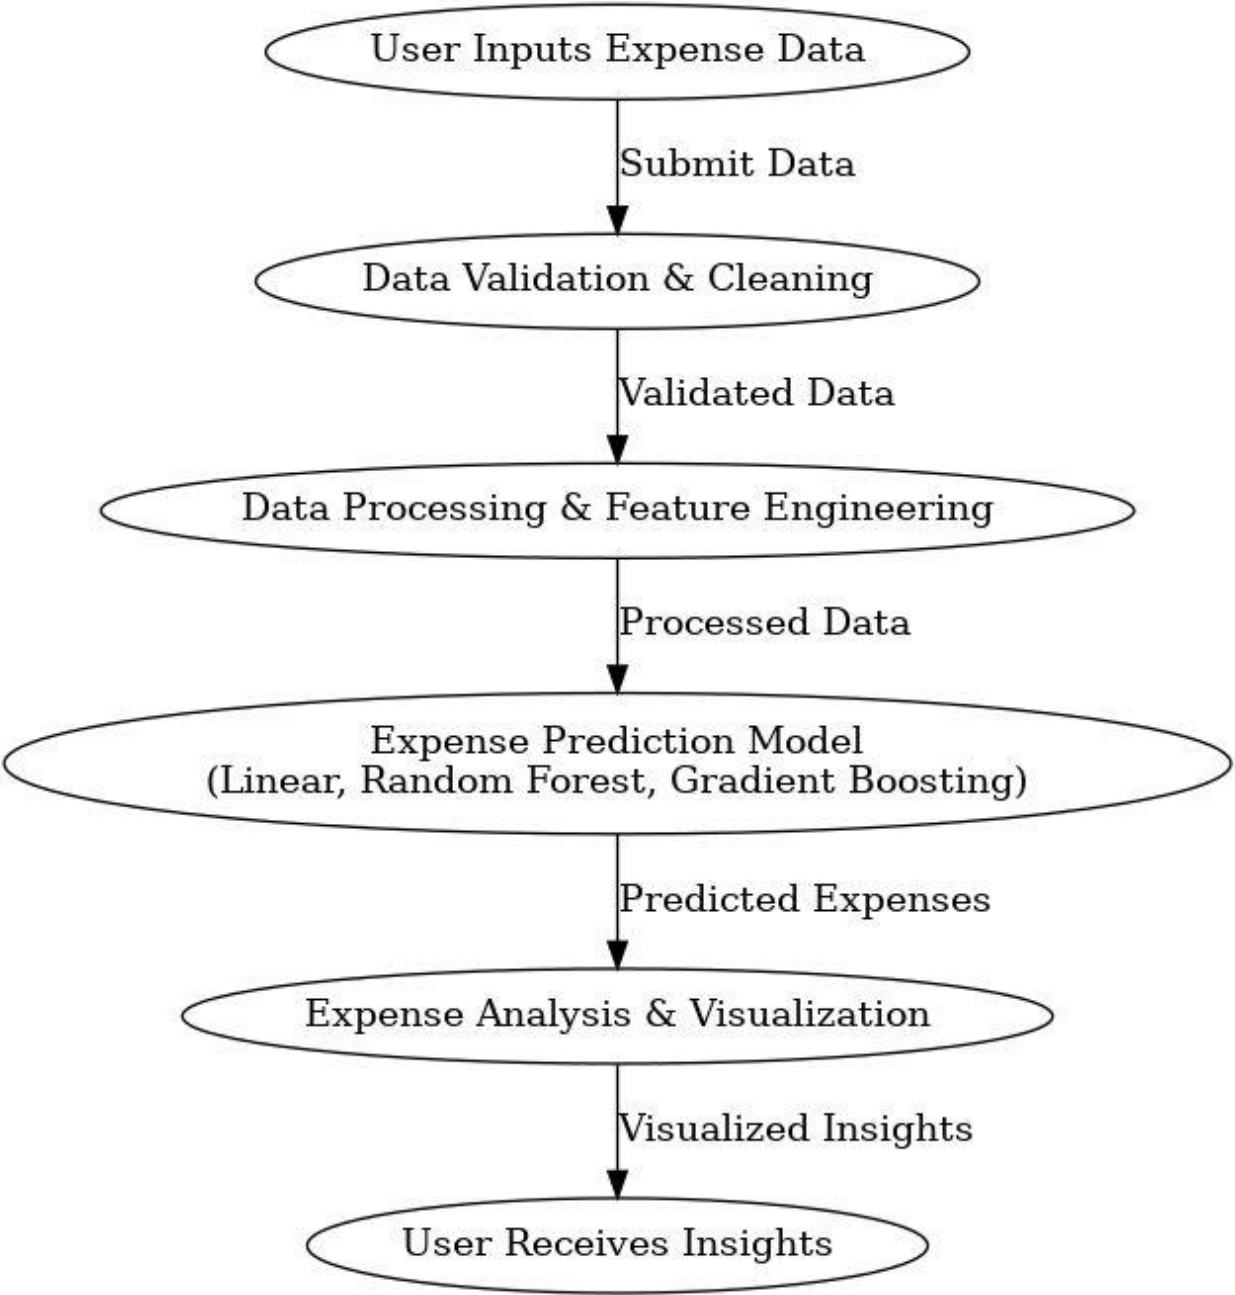 User Inputs Expense Data
Submit Data
Data Validation & Cleaning
Validated Data
Data Processing & Feature Engineering
Processed Data
Expense Prediction Model
(Linear, Random Forest, Gradient Boosting)
Predicted Expenses
Expense Analysis & Visualization
Visualized Insights
User Receives Insights